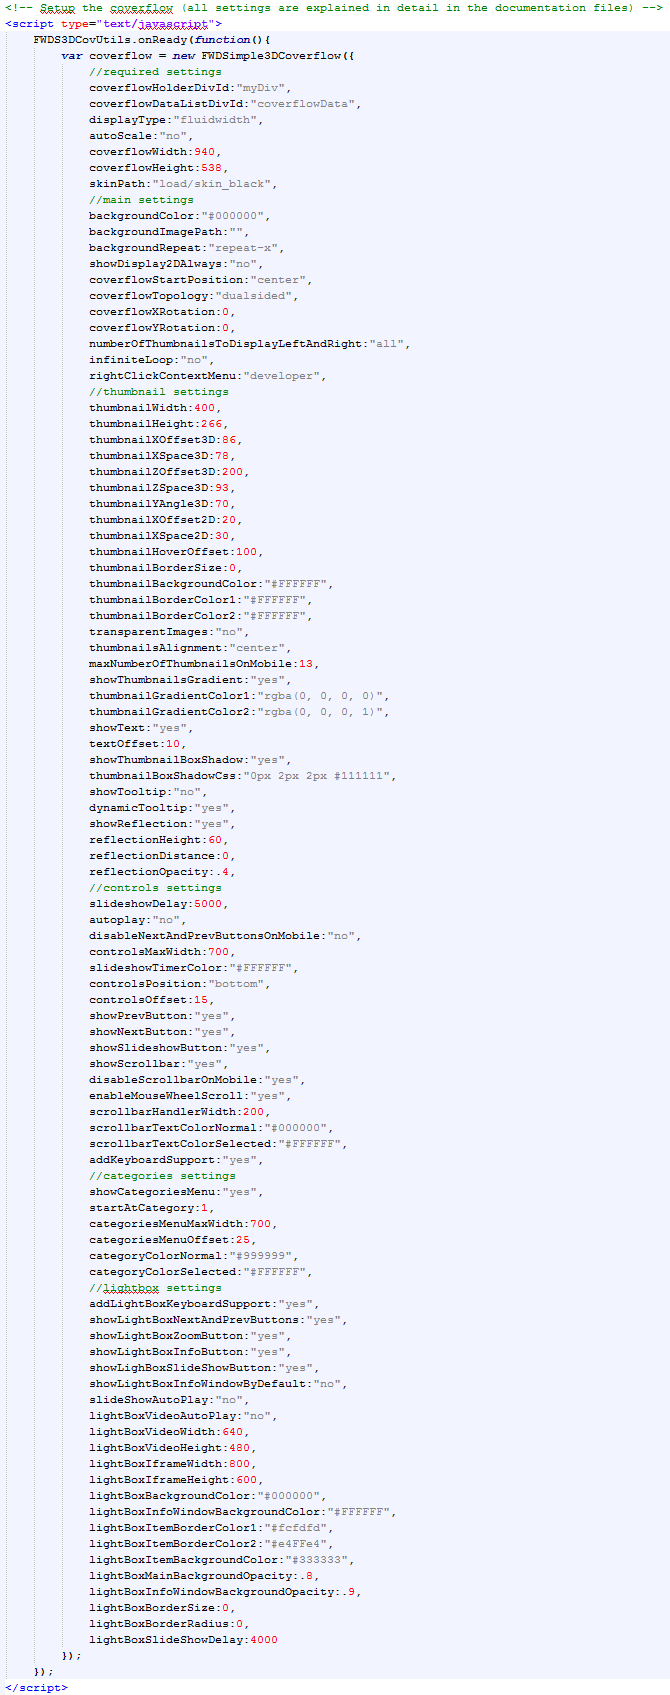 <!-- Setup the coverflow (all settings are explained in detail in the documentation files) -->
<script type="text/javascript">
FWDS3DCovUtils.onReady(function(){
var coverflow = new FWDSimple3DCoverflow({
//required settings
coverflowHolderDivId:"myDiv",
coverflowDataListDivId:"coverflowData",
displayType:"fluidwidth",
autoScale:"no",
coverflowWidth:940,
coverflowHeight:538,
skinPath:"load/skin_black",
//main settings
backgroundColor:"#000000",
backgroundImagePath:"",
backgroundRepeat:"repeat-x",
showDisplay2DAlways:"no",
coverflowStartPosition:"center",
coverflowTopology:"dualsided",
coverflowXRotation:0,
coverflowYRotation:0,
numberOfThumbnailsToDisplayLeftAndRight:"all",
infiniteLoop:"no",
rightClickContextMenu:"developer",
//thumbnail settings
thumbnailWidth:400,
thumbnailHeight:266,
thumbnailXOffset3D:86,
thumbnailXSpace3D:78,
thumbnailZOffset3D:200,
thumbnailZSpace3D:93,
thumbnailYAngle3D:70,
thumbnailXOffset2D:20,
thumbnailXSpace2D:30,
thumbnailHoverOffset:100,
thumbnailBorderSize:0,
thumbnailBackgroundColor:"#FFFFFF",
thumbnailBorderColor1:"#FFFFFF",
thumbnailBorderColor2:"#FFFFFF",
transparentImages:"no",
thumbnailsAlignment:"center",
maxNumberOfThumbnailsOnMobile:13,
showThumbnailsGradient:"yes",
thumbnailGradientColor1:"rgba(0, 0, 0, 0)",
thumbnailGradientColor2:"rgba(0, 0, 0, 1)",
showText:"yes",
textOffset:10,
showThumbnailBoxShadow:"yes",
thumbnailBoxShadowCss:"0px 2px 2px #111111",
showTooltip:"no",
dynamicTooltip:"yes",
showReflection:"yes",
reflectionHeight:60,
reflectionDistance:0,
reflectionOpacity:.4,
//controls settings
slideshowDelay:5000,
autoplay:"no",
disableNextAndPrevButtonsOnMobile:"no",
controlsMaxWidth:700,
slideshowTimerColor:"#FFFFFF",
controlsPosition:"bottom",
controlsOffset:15,
showPrevButton:"yes",
showNextButton:"yes",
showSlideshowButton:"yes",
showScrollbar:"yes",
disableScrollbarOnMobile:"yes",
enableMouseWheelScroll:"yes",
scrollbarHandlerWidth:200,
scrollbarTextColorNormal:"#000000",
scrollbarTextColorSelected:"#FFFFFF",
addKeyboardSupport:"yes",
//categories settings
showCategoriesMenu:"yes",
startAtCategory:1,
categoriesMenuMaxWidth:700,
categoriesMenuOffset:25,
categoryColorNormal:"#999999",
categoryColorSelected:"#FFFFFF",
//lightbox settings
addLightBoxKeyboardSupport:"yes",
showLightBoxNextAndPrevButtons:"yes",
showLightBoxZoomButton:"yes",
showLightBoxInfoButton:"yes",
showLighBoxSlideShowButton:"yes",
showLightBoxInfoWindowByDefault:"no",
slideShowAutoPlay:"no",
lightBoxVideoAutoPlay:"no",
lightBoxVideoWidth:640,
lightBoxVideoHeight:480,
lightBoxIframeWidth:800,
lightBoxIframeHeight:600,
lightBoxBackgroundColor:"#000000",
lightBoxInfoWindowBackgroundColor:"#FFFFFF",
lightBoxItemBorderColor1:"#fcfdfd",
lightBoxItemBorderColor2:"#e4FFe4",
lightBoxItemBackgroundColor:"#333333",
lightBoxMainBackgroundOpacity:.8,
lightBoxInfoWindowBackgroundOpacity:.9,
lightBoxBorderSize:0,
lightBoxBorderRadius:0,
lightBoxSlideShowDelay:4000
});
});
</script>